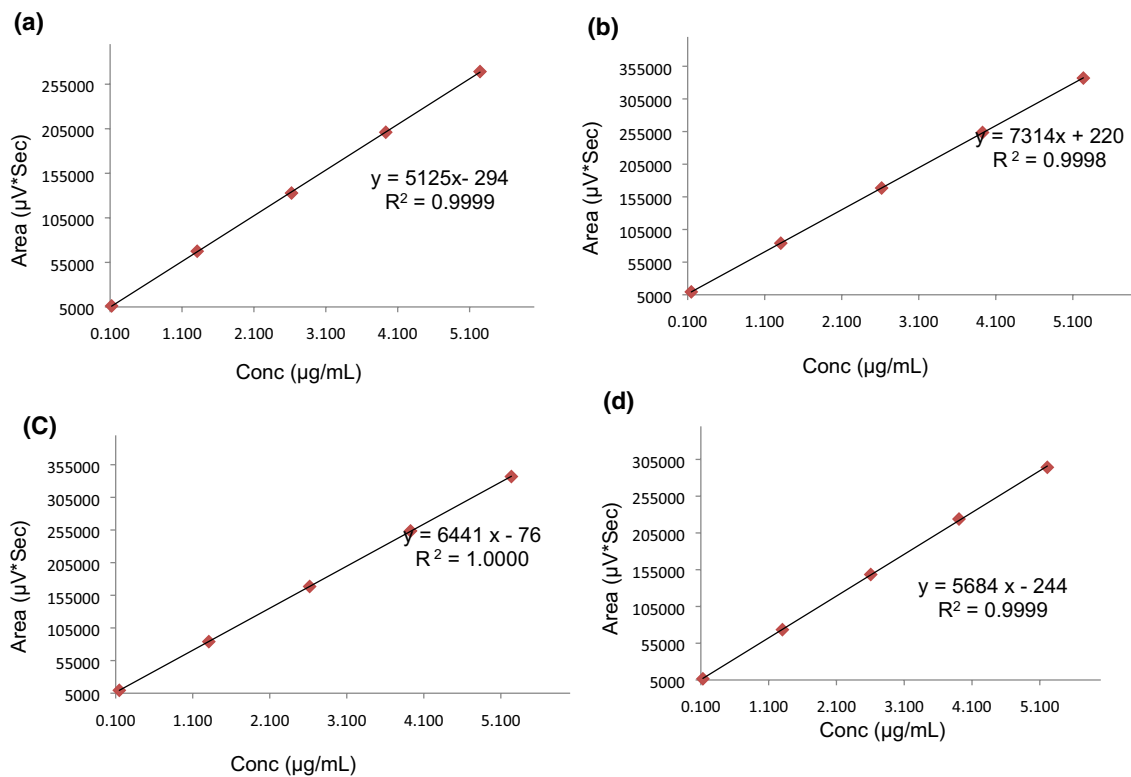 (a)
Area (µV*Sec)
255000
205000
155000
105000
55000
5000
y = 5125x- 294
R² = 0.9999
0.100 1.100 2.100 3.100 4.100 5.100
Conc (µg/mL)
(b)
Area (µV*Sec)
355000
305000
255000
205000
155000
105000
55000
5000
y = 7314x + 220
R² = 0.9998
0.100 1.100 2.100 3.100 4.100 5.100
Conc (µg/mL)
(C)
Area (µV*Sec)
355000
305000
255000
205000
155000
105000
55000
5000
y = 6441 x - 76
R² = 1.0000
0.100 1.100 2.100 3.100 4.100 5.100
Conc (µg/mL)
(d)
Area (µV*Sec)
305000
255000
205000
155000
105000
55000
5000
y = 5684 x - 244
R² = 0.9999
0.100 1.100 2.100 3.100 4.100 5.100
Conc (µg/mL)